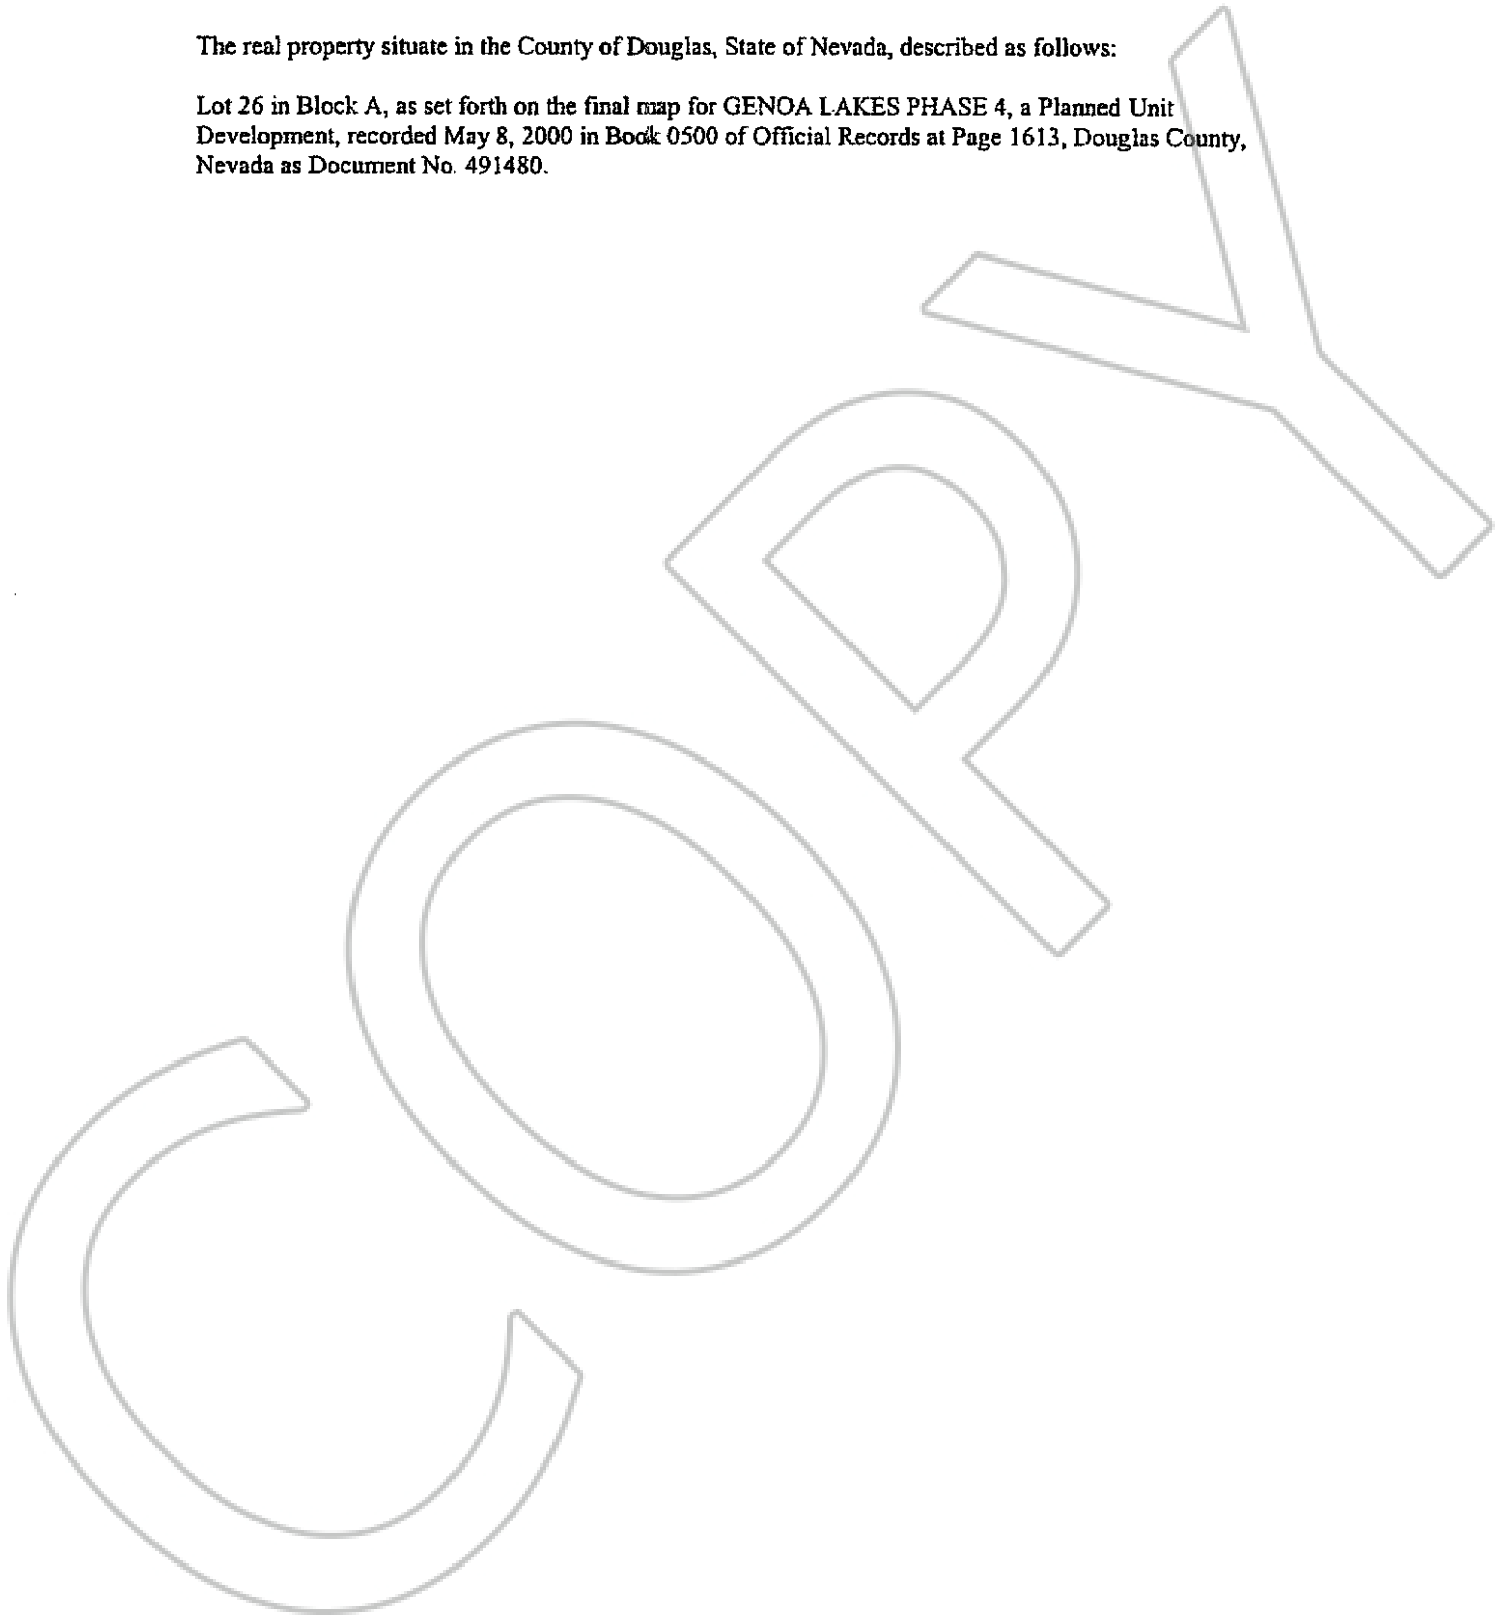 The real property situate in the County of Douglas, State of Nevada, described as follows:
Lot 26 in Block A, as set forth on the final map for GENOA LAKES PHASE 4, a Planned Unit
Development, recorded May 8, 2000 in Book 0500 of Official Records at Page 1613, Douglas County,
Nevada as Document No. 491480.
COPY